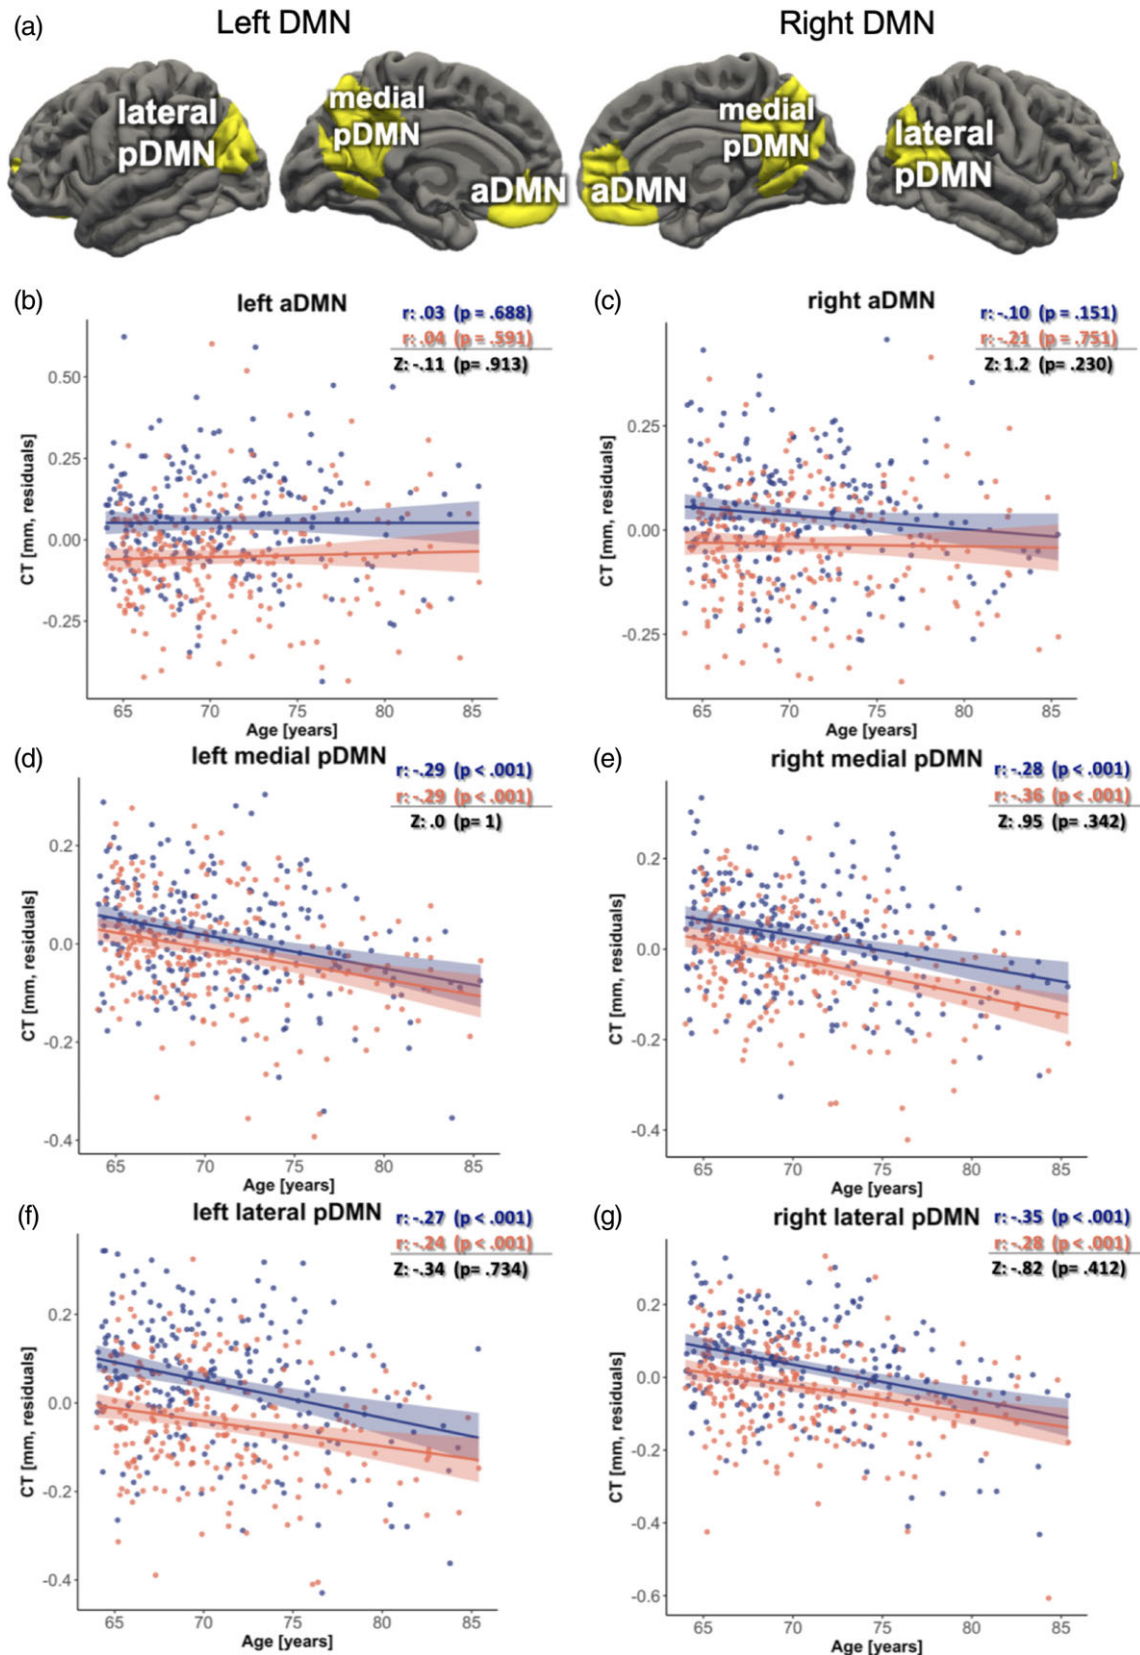 (a)
Left DMN
Right DMN
lateral
pDMN
medial
pDMN
aDMN
aDMN
medial
pDMN
lateral
pDMN
(b)
left aDMN
r: .03 (p = .688)
r: .04 (p = .591)
Z: -.11 (p= .913)
CT [mm, residuals]
0.50
0.25
0.00
-0.25
65 70 75 80 85
Age [years]
(c)
right aDMN
r: -.10 (p = .151)
r: -.21 (p = .751)
Z: 1.2 (p= .230)
CT [mm, residuals]
0.25
0.00
-0.25
65 70 75 80 85
Age [years]
(d)
left medial pDMN
r: -.29 (p < .001)
r: -.29 (p < .001)
Z: .0 (p= 1)
CT [mm, residuals]
0.2
0.0
-0.2
-0.4
65 70 75 80 85
Age [years]
(e)
right medial pDMN
r: -.28 (p < .001)
r: -.36 (p < .001)
Z: .95 (p= .342)
CT [mm, residuals]
0.2
0.0
-0.2
-0.4
65 70 75 80 85
Age [years]
(f)
left lateral pDMN
r: -.27 (p < .001)
r: -.24 (p < .001)
Z: -.34 (p= .734)
CT [mm, residuals]
0.2
0.0
-0.2
-0.4
65 70 75 80 85
Age [years]
(g)
right lateral pDMN
r: -.35 (p < .001)
r: -.28 (p < .001)
Z: -.82 (p= .412)
CT [mm, residuals]
0.2
0.0
-0.2
-0.4
-0.6
65 70 75 80 85
Age [years]